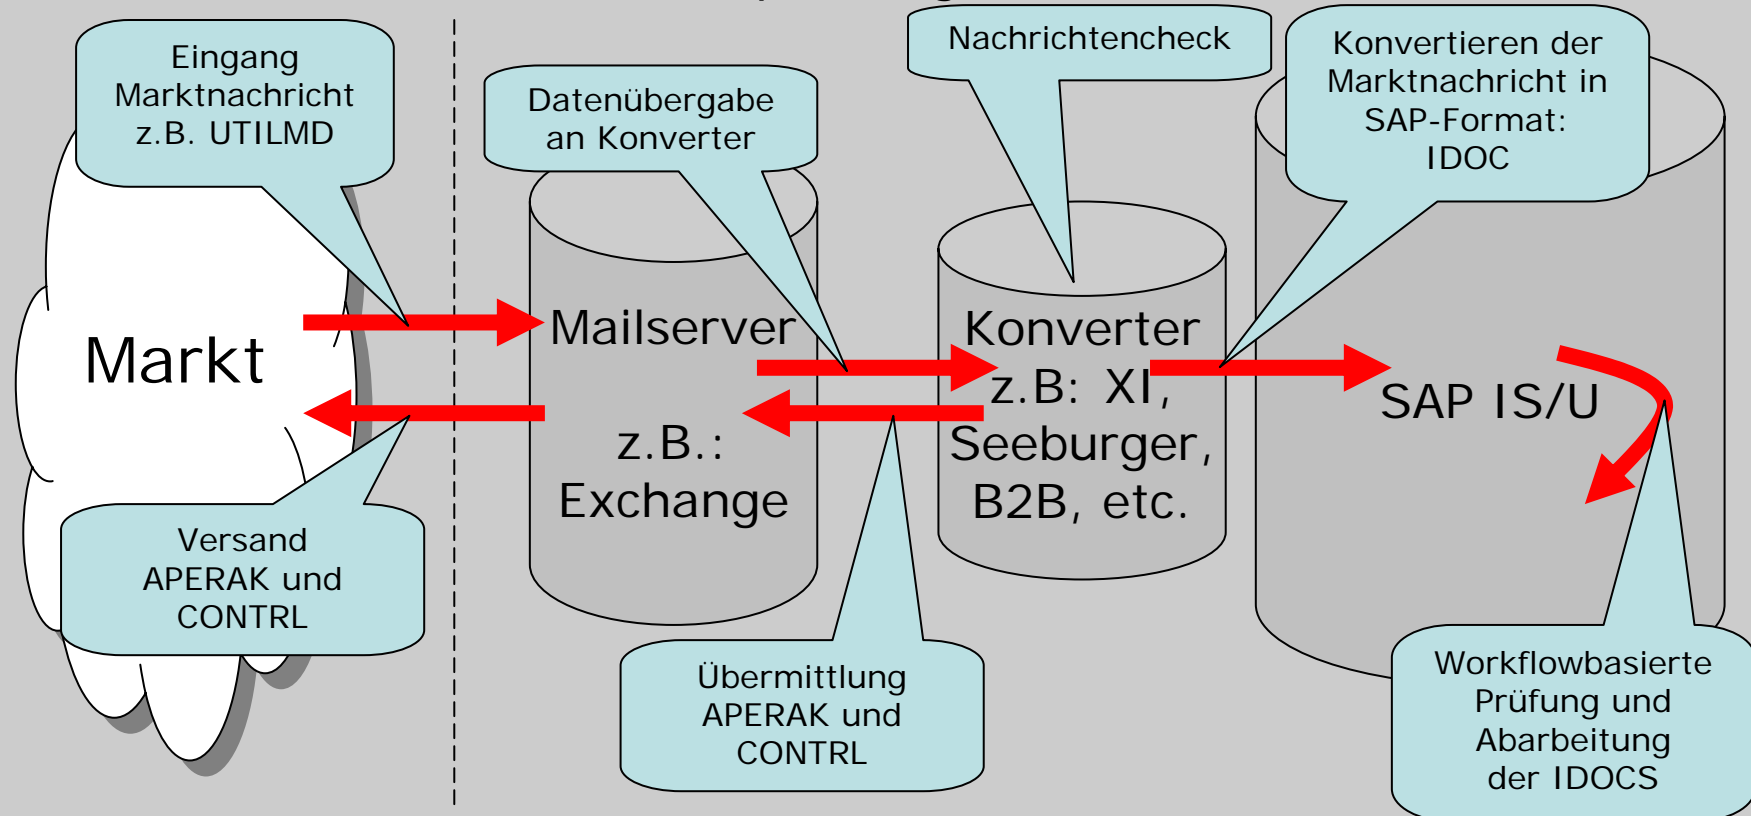 Eingang
Marktnachricht
z.B. UTILMD
Datenübergabe
an Konverter
Nachrichtencheck
Konvertieren der
Marktnachricht in
SAP-Format:
IDOC
Markt
Mailserver
z.B.:
Exchange
Konverter
z.B: XI,
Seeburger,
B2B, etc.
SAP IS/U
Versand
APERAK und
CONTRL
Übermittlung
APERAK und
CONTRL
Workflowbasierte
Prüfung und
Abarbeitung
der IDOCS